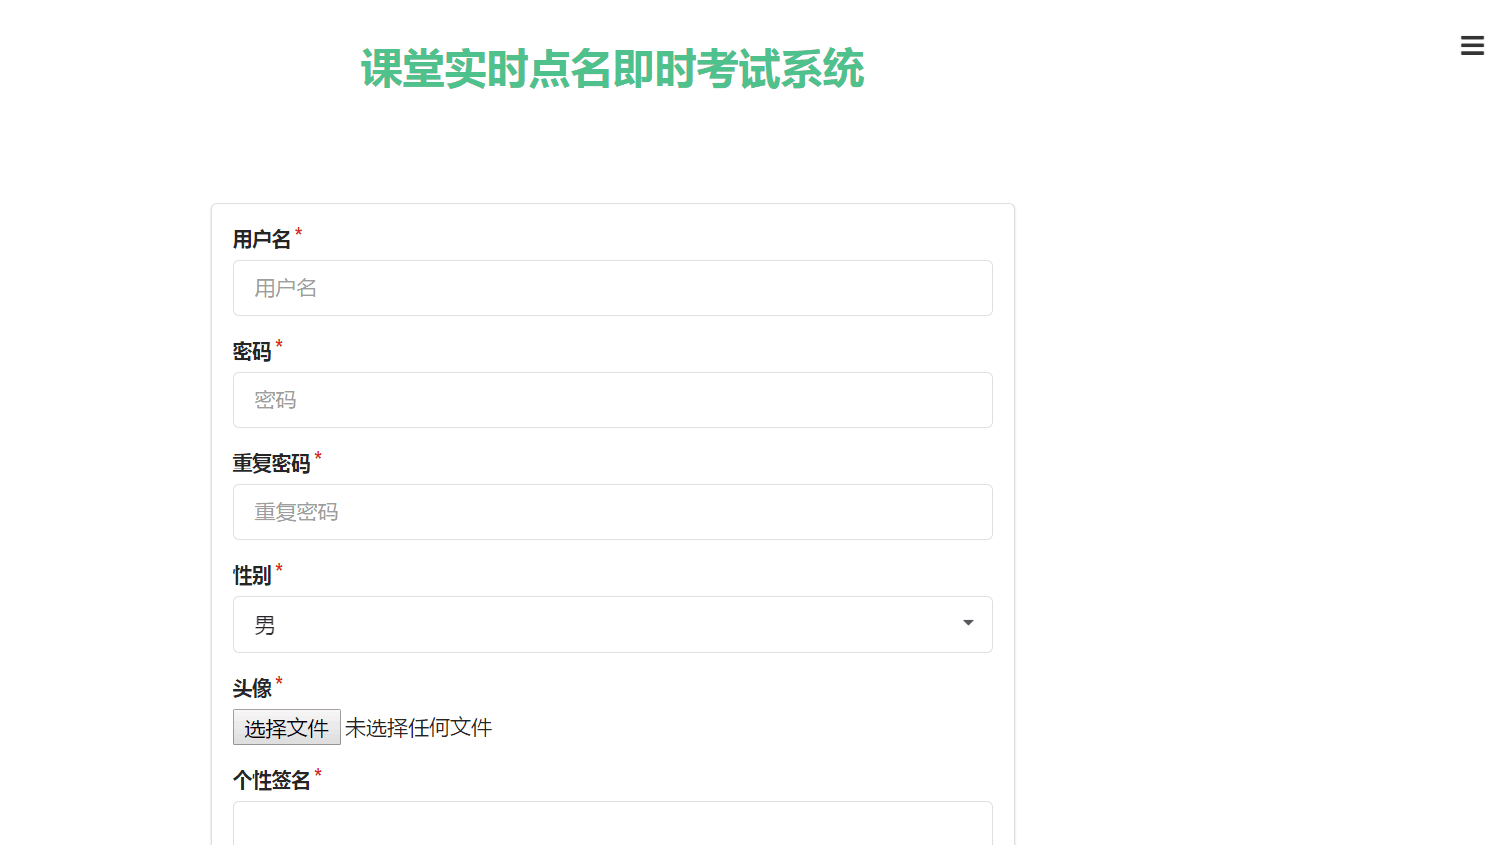 课堂实时点名即时考试系统
用户名*
用户名
密码*
密码
重复密码*
重复密码
性别*
男
头像*
选择文件 未选择任何文件
个性签名*